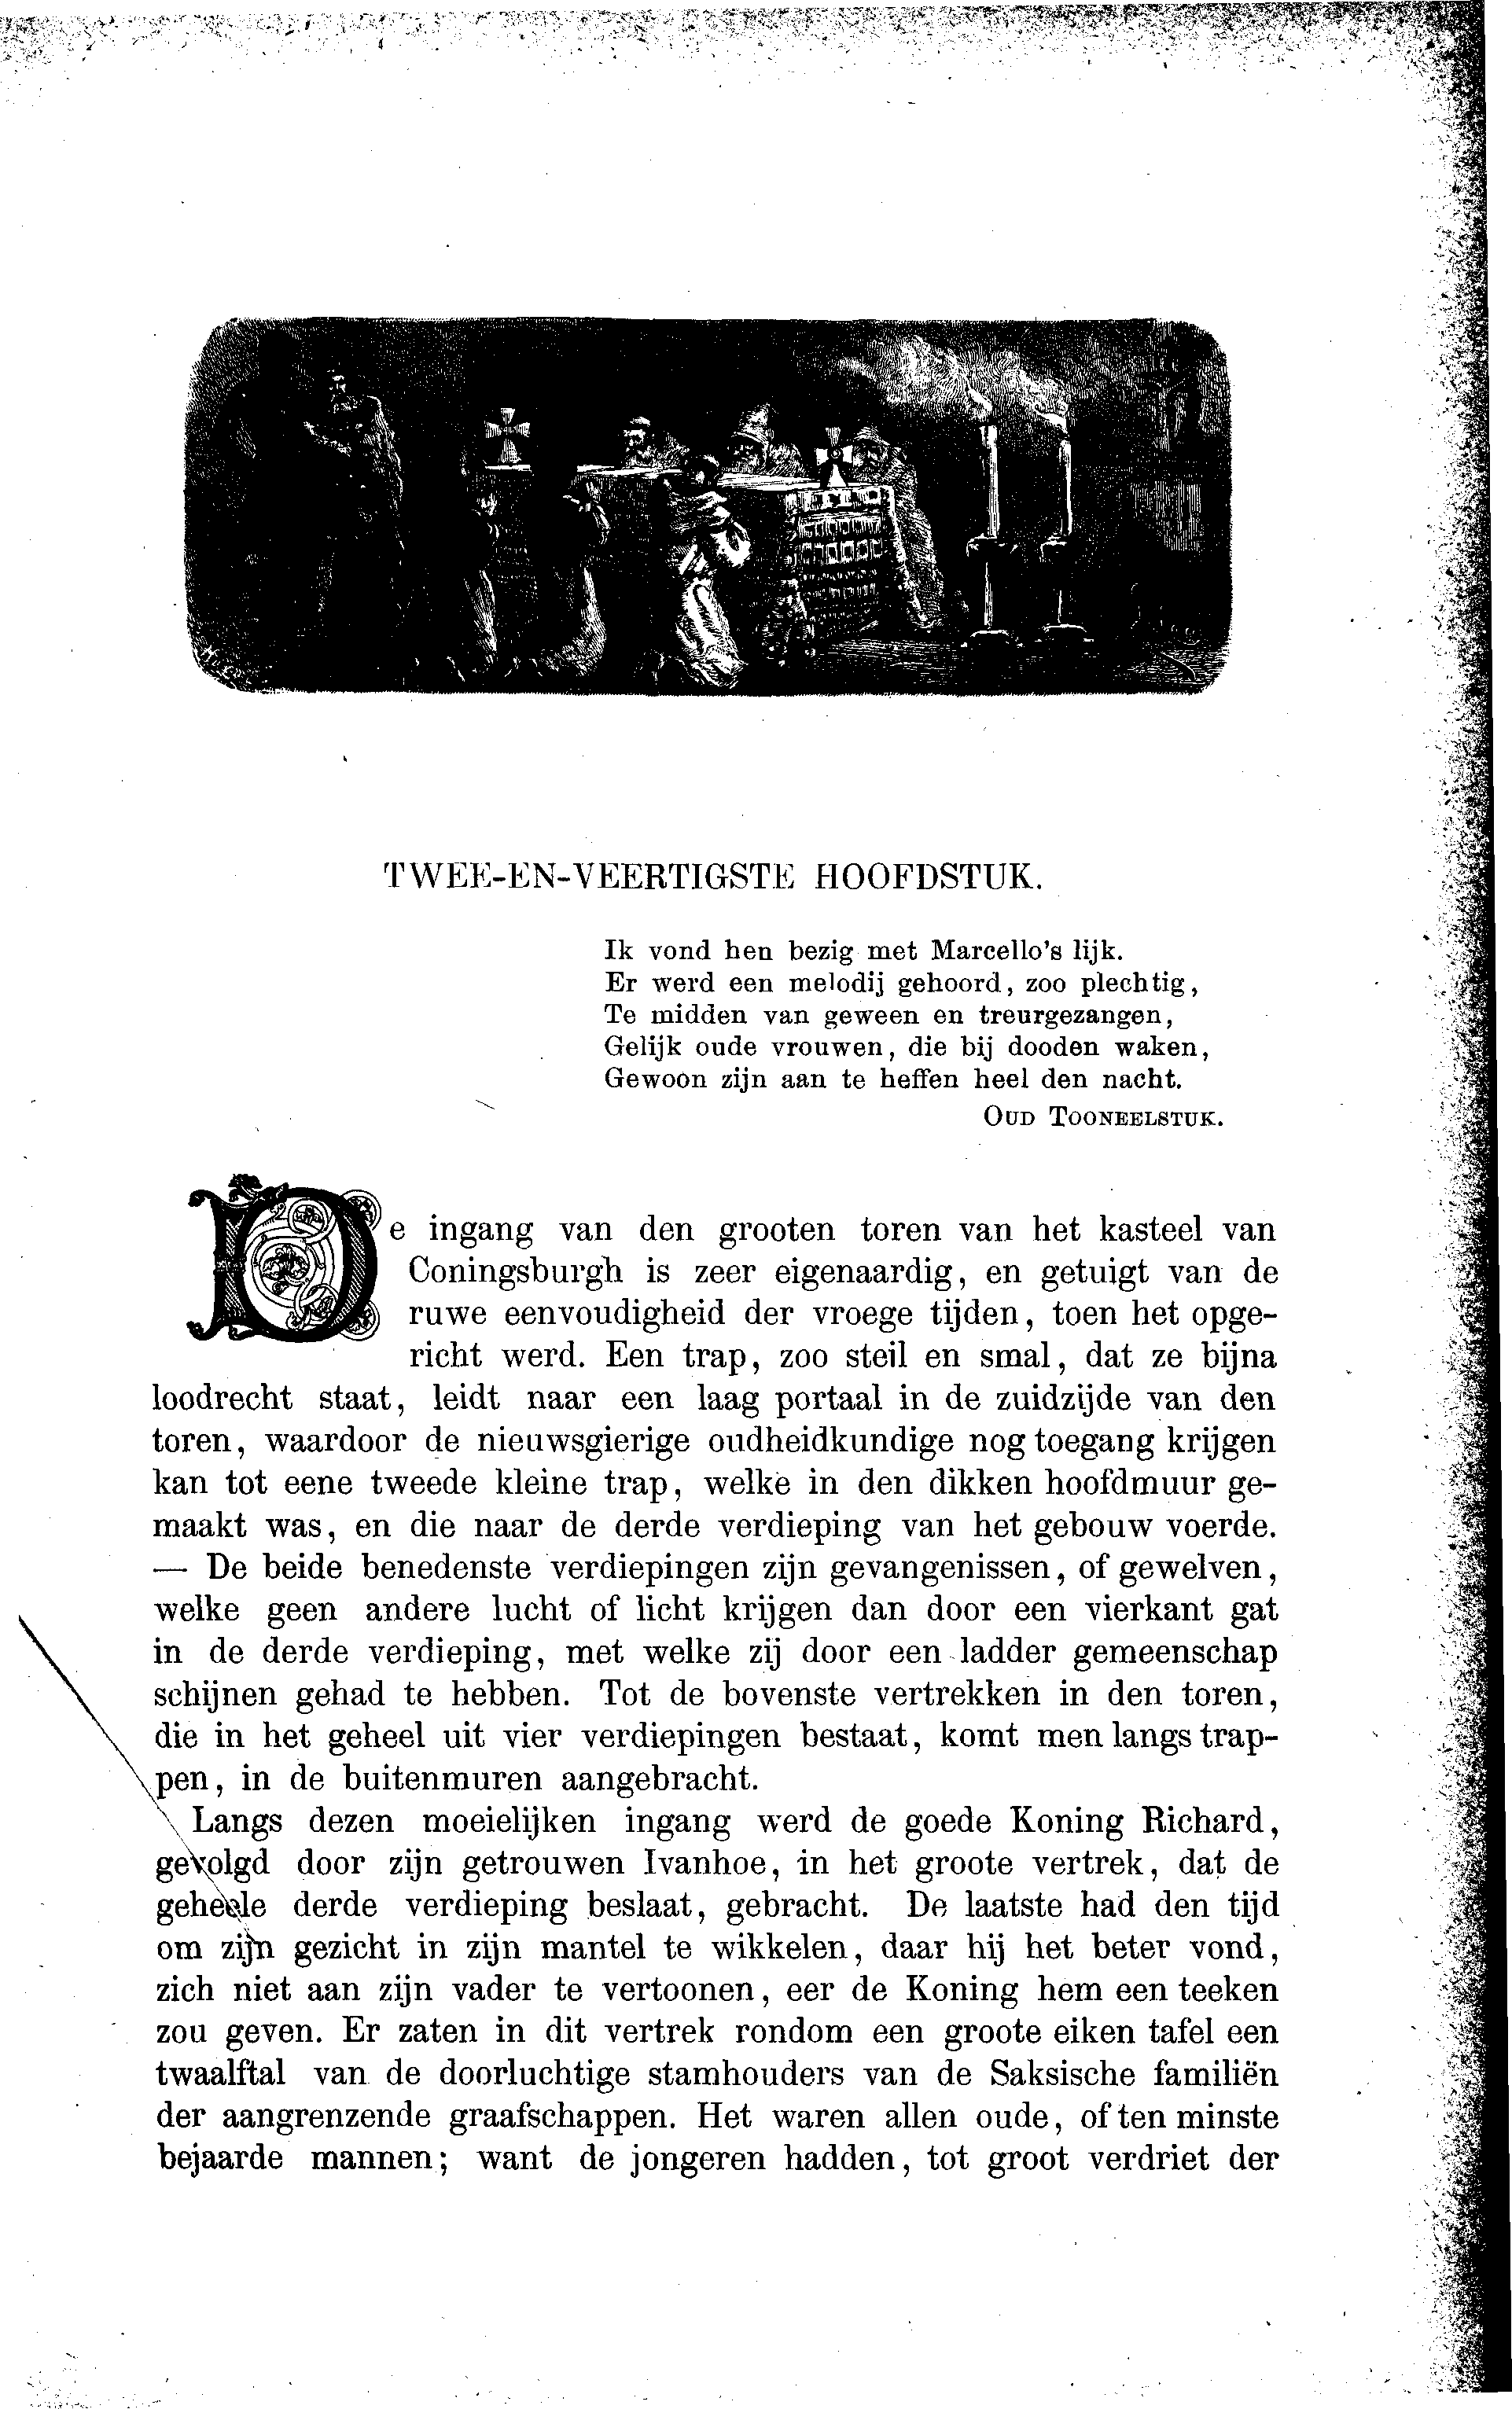 TWEE-EN-VEERTIGSTE HOOFDSTUK.
Ik vond hen bezig met Marcello's lijk.
Er werd een melodij gehoord, zoo plechtig,
Te midden van geween en treurgezangen,
Gelijk oude vrouwen, die bij dooden waken,
Gewoon zijn aan te heffen heel den nacht.
OUD TOONEELSTUK.
De ingang van den grooten toren van het kasteel van
Coningsburgh is zeer eigenaardig, en getuigt van de
ruwe eenvoudigheid der vroege tijden, toen het opge-
richt werd. Een trap, zoo steil en smal, dat ze bijna
loodrecht staat, leidt naar een laag portaal in de zuidzijde van den
toren, waardoor de nieuwsgierige oudheidkundige nog toegang krijgen
kan tot eene tweede kleine trap, welke in den dikken hoofdmuur ge-
maakt was, en die naar de derde verdieping van het gebouw voerde.
— De beide benedenste verdiepingen zijn gevangenissen, of gewelven,
welke geen andere lucht of licht krijgen dan door een vierkant gat
in de derde verdieping, met welke zij door een ladder gemeenschap
schijnen gehad te hebben. Tot de bovenste vertrekken in den toren,
die in het geheel uit vier verdiepingen bestaat, komt men langs trap-
pen, in de buitenmuren aangebracht.
Langs dezen moeielijken ingang werd de goede Koning Richard,
gevolgd door zijn getrouwen Ivanhoe, in het groote vertrek, dat de
geheele derde verdieping beslaat, gebracht. De laatste had den tijd
om zijn gezicht in zijn mantel te wikkelen, daar hij het beter vond,
zich niet aan zijn vader te vertoonen, eer de Koning hem een teeken
zou geven. Er zaten in dit vertrek rondom een groote eiken tafel een
twaalftal van de doorluchtige stamhouders van de Saksische familiën
der aangrenzende graafschappen. Het waren allen oude, of ten minste
bejaarde mannen; want de jongeren hadden, tot groot verdriet der